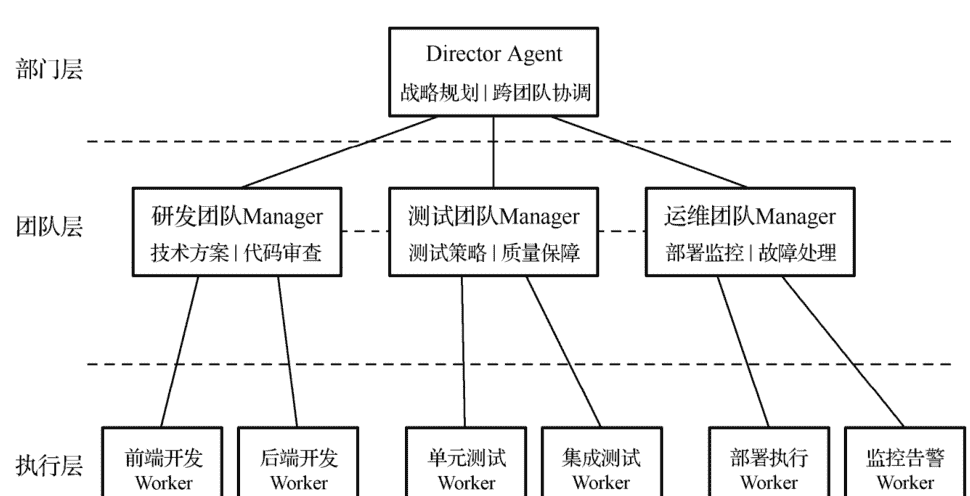 部门层
Director Agent
战略规划 | 跨团队协调
团队层
研发团队Manager
技术方案 | 代码审查
测试团队Manager
测试策略 | 质量保障
运维团队Manager
部署监控 | 故障处理
执行层
前端开发
Worker
后端开发
Worker
单元测试
Worker
集成测试
Worker
部署执行
Worker
监控告警
Worker